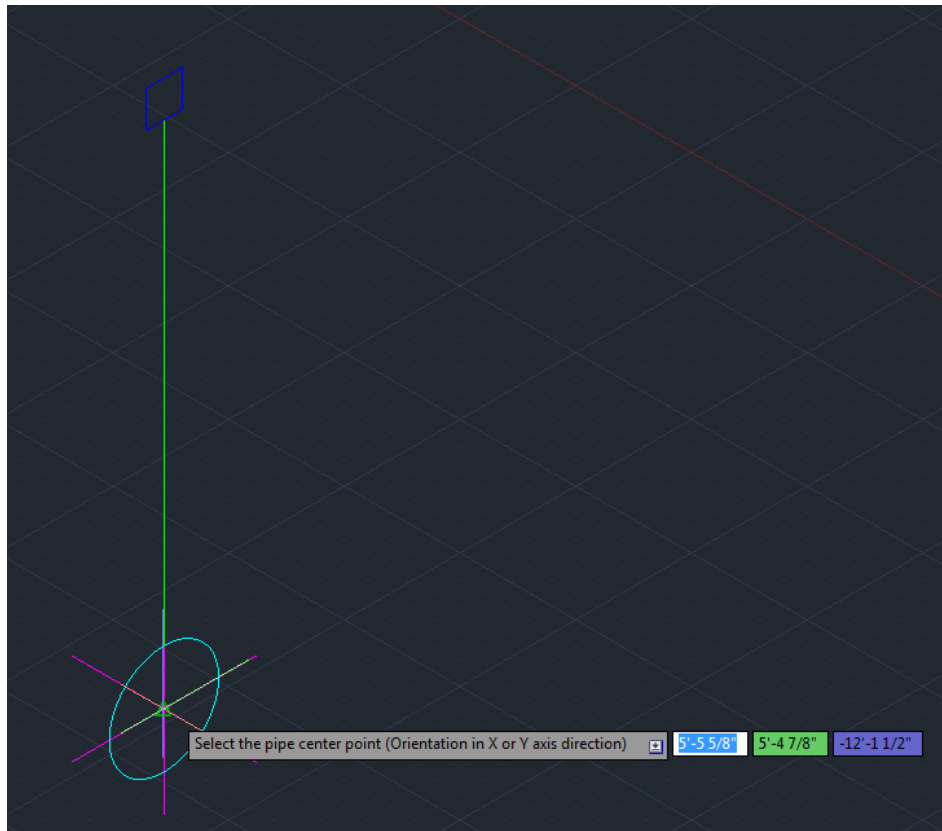 Select the pipe center point (Orientation in X or Y axis direction) 5'-5 5/8" 5'-4 7/8" -12'-1 1/2"